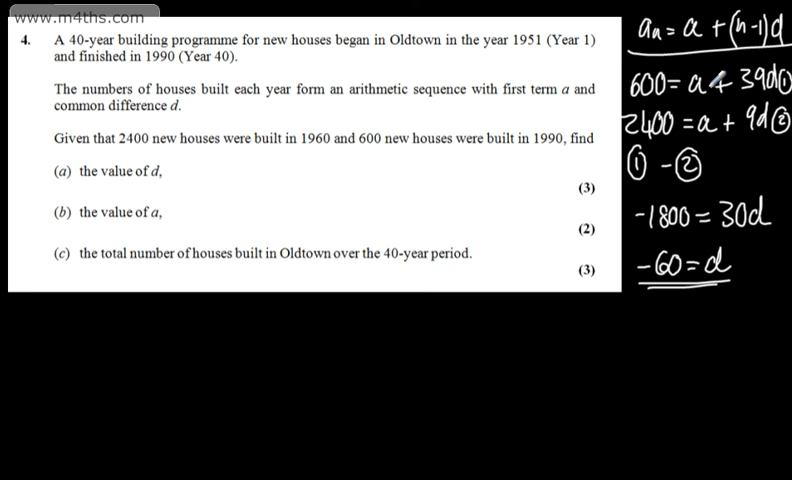 www.m4ths.com
4. A 40-year building programme for new houses began in Oldtown in the year 1951 (Year 1)
and finished in 1990 (Year 40).
The numbers of houses built each year form an arithmetic sequence with first term a and
common difference d.
Given that 2400 new houses were built in 1960 and 600 new houses were built in 1990, find
(a) the value of d,
(3)
(b) the value of a,
(2)
(c) the total number of houses built in Oldtown over the 40-year period.
(3)
aₙ = a + (n-1)d
600 = a + 39d ①
2400 = a + 9d ②
① - ②
-1800 = 30d
-60 = d